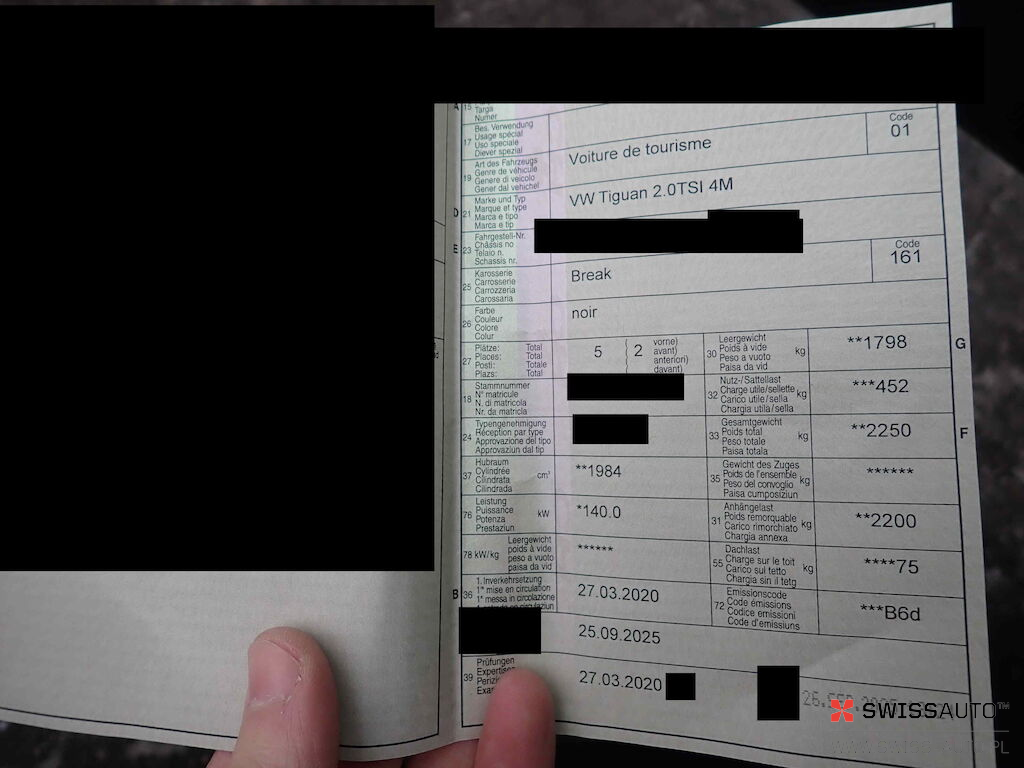 A
15
Targa
Numer
17
Bes. Verwendung
Usage spécial
Uso speciale
Diever spezial
Code
01
19
Art des Fahrzeugs
Genre de véhicule
Genere di veicolo
Gener dal vehichel
Voiture de tourisme
D
21
Marke und Typ
Marque et type
Marca e tipo
Marca e tip
VW Tiguan 2.0TSI 4M
E
23
Fahrgestell-Nr.
Châssis no
Telaio n.
Schassis nr.
25
Karosserie
Carrosserie
Carrozzeria
Carossaria
Break
Code
161
26
Farbe
Couleur
Colore
Colur
noir
27
Plätze: Total
Places: Total
Posti: Totale
Plazs: Total
5
2
vorne)
avant)
anteriori)
davant)
30
Leergewicht
Poids à vide
Peso a vuoto
Paisa da vid
kg
**1798
G
18
Stammnummer
N° matricule
N. di matricola
Nr. da matricla
32
Nutz-/Sattellast
Charge utile/sellette
Carico utile/sella
Chargia utila/sella
kg
***452
24
Typengenehmigung
Réception par type
Approvazione del tipo
Approvaziun dal tip
33
Gesamtgewicht
Poids total
Peso totale
Paisa totala
kg
**2250
F
37
Hubraum
Cylindrée
Cilindrata
Cilindrada
cm³
**1984
35
Gewicht des Zuges
Poids de l'ensemble
Peso del convoglio
Paisa cumposiziun
kg
******
76
Leistung
Puissance
Potenza
Prestaziun
kW
*140.0
31
Anhängelast
Poids remorquable
Carico rimorchiato
Chargia annexa
kg
**2200
78 kW/kg
Leergewicht
poids à vide
peso a vuoto
paisa da vid
******
55
Dachlast
Charge sur le toit
Carico sul tetto
Chargia sin il tetg
kg
****75
B
36
1. Inverkehrsetzung
1re mise en circulation
1a messa in circolazione
27.03.2020
72
Emissionscode
Code émissions
Codice emissioni
Code d'emissiuns
***B6d
25.09.2025
39
Prüfungen
27.03.2020
SWISSAUTO™